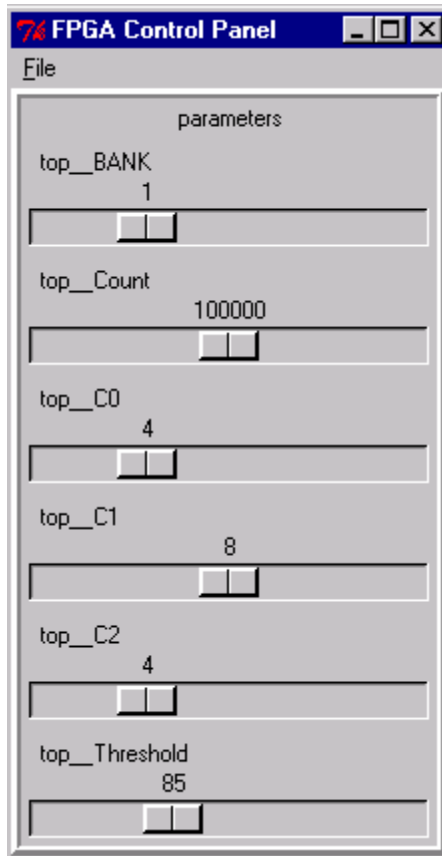 FPGA Control Panel
File
parameters
top__BANK
1
top__Count
100000
top__C0
4
top__C1
8
top__C2
4
top__Threshold
85